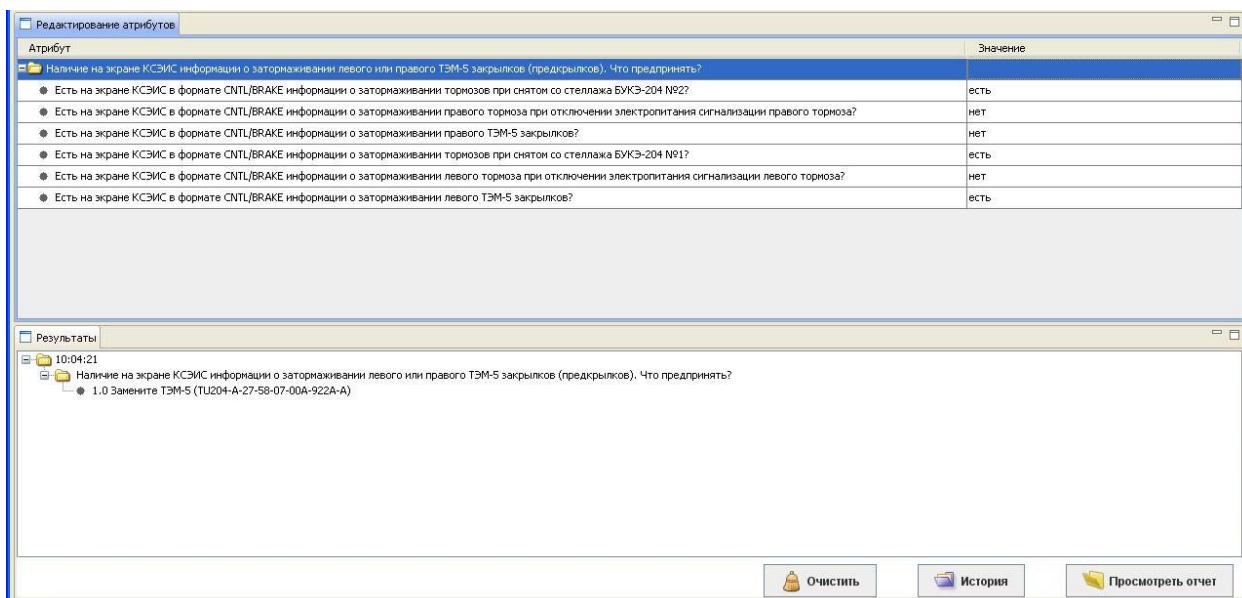 Редактирование атрибутов
Атрибут Значение
Наличие на экране КСЭИС информации о затормаживании левого или правого ТЭМ-5 закрылков (предкрылков). Что предпринять?
Есть на экране КСЭИС в формате CNTL/BRAKE информации о затормаживании тормозов при снятом со стеллажа БУКЭ-204 №2? есть
Есть на экране КСЭИС в формате CNTL/BRAKE информации о затормаживании правого тормоза при отключении электропитания сигнализации правого тормоза? нет
Есть на экране КСЭИС в формате CNTL/BRAKE информации о затормаживании правого ТЭМ-5 закрылков? нет
Есть на экране КСЭИС в формате CNTL/BRAKE информации о затормаживании тормозов при снятом со стеллажа БУКЭ-204 №1? есть
Есть на экране КСЭИС в формате CNTL/BRAKE информации о затормаживании левого тормоза при отключении электропитания сигнализации левого тормоза? нет
Есть на экране КСЭИС в формате CNTL/BRAKE информации о затормаживании левого ТЭМ-5 закрылков? есть
Результаты
10:04:21
Наличие на экране КСЭИС информации о затормаживании левого или правого ТЭМ-5 закрылков (предкрылков). Что предпринять?
1.0 Замените ТЭМ-5 (TU204-A-27-58-07-00A-922A-A)
Очистить История Просмотреть отчет